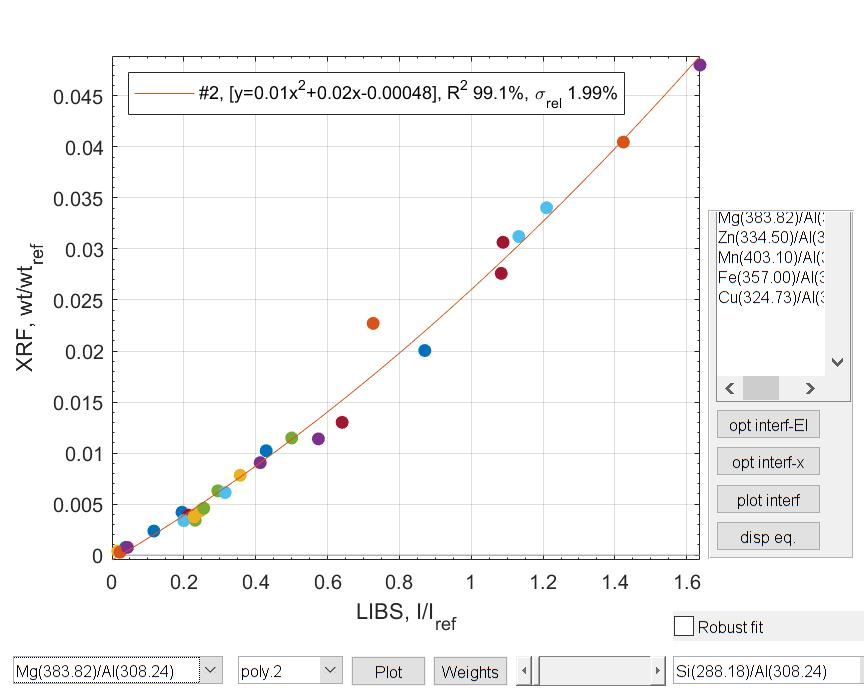 #2, [y=0.01x²+0.02x-0.00048], R² 99.1%, σrel 1.99%
0.045
0.04
0.035
0.03
0.025
0.02
0.015
0.01
0.005
0
XRF, wt/wtref
0 0.2 0.4 0.6 0.8 1 1.2 1.4 1.6
LIBS, I/Iref
Mg(383.82)/Al(
Zn(334.50)/Al(3
Mn(403.10)/Al(
Fe(357.00)/Al(3
Cu(324.73)/Al(3
opt interf-El
opt interf-x
plot interf
disp eq.
Robust fit
Mg(383.82)/Al(308.24) poly.2 Plot Weights Si(288.18)/Al(308.24)